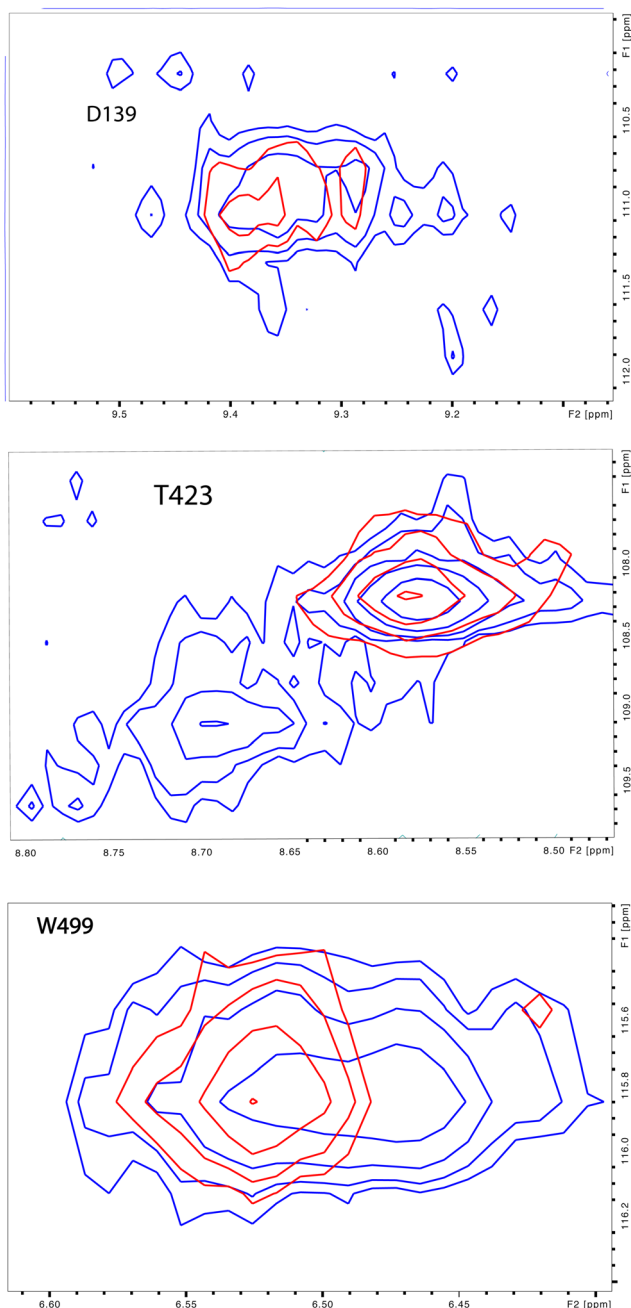 F1 [ppm]
D139
110.5
111.0
111.5
112.0
9.5 9.4 9.3 9.2 F2 [ppm]
F1 [ppm]
T423
108.0
108.5
109.0
109.5
8.80 8.75 8.70 8.65 8.60 8.55 8.50 F2 [ppm]
F1 [ppm]
W499
115.6
115.8
116.0
116.2
6.60 6.55 6.50 6.45 F2 [ppm]